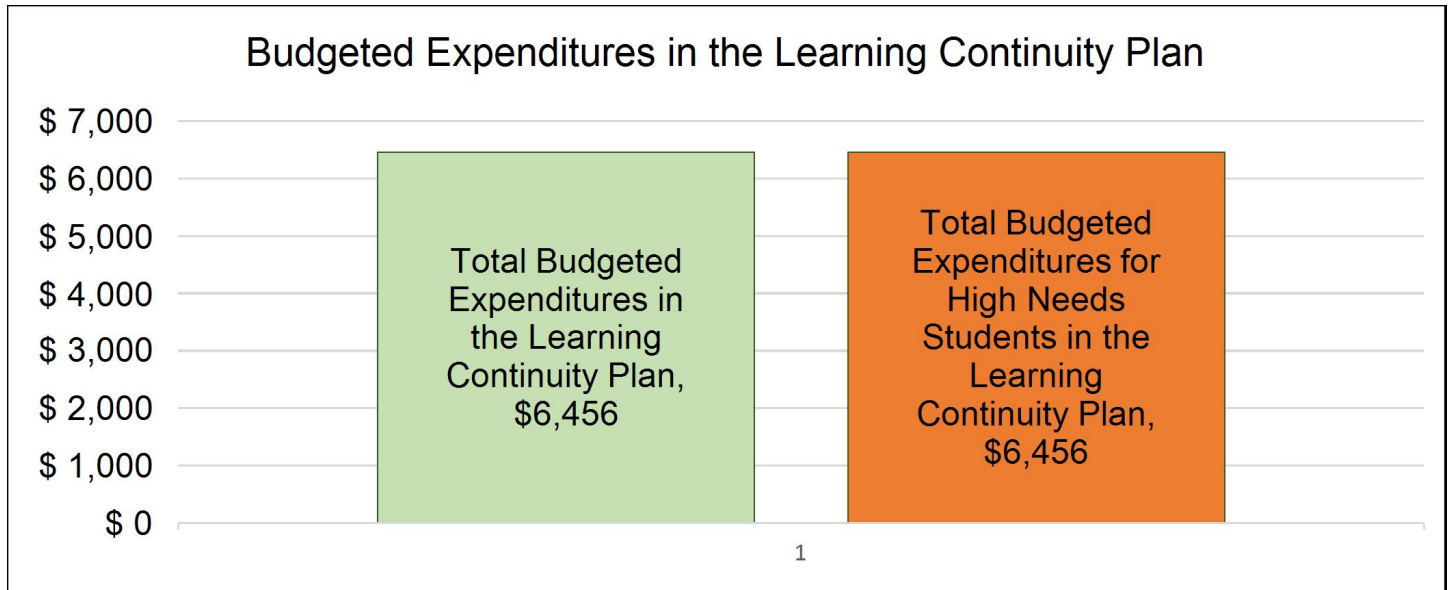 Budgeted Expenditures in the Learning Continuity Plan
$ 7,000
$ 6,000
$ 5,000
$ 4,000
$ 3,000
$ 2,000
$ 1,000
$ 0
Total Budgeted
Expenditures in
the Learning
Continuity Plan,
$6,456
Total Budgeted
Expenditures for
High Needs
Students in the
Learning
Continuity Plan,
$6,456
1